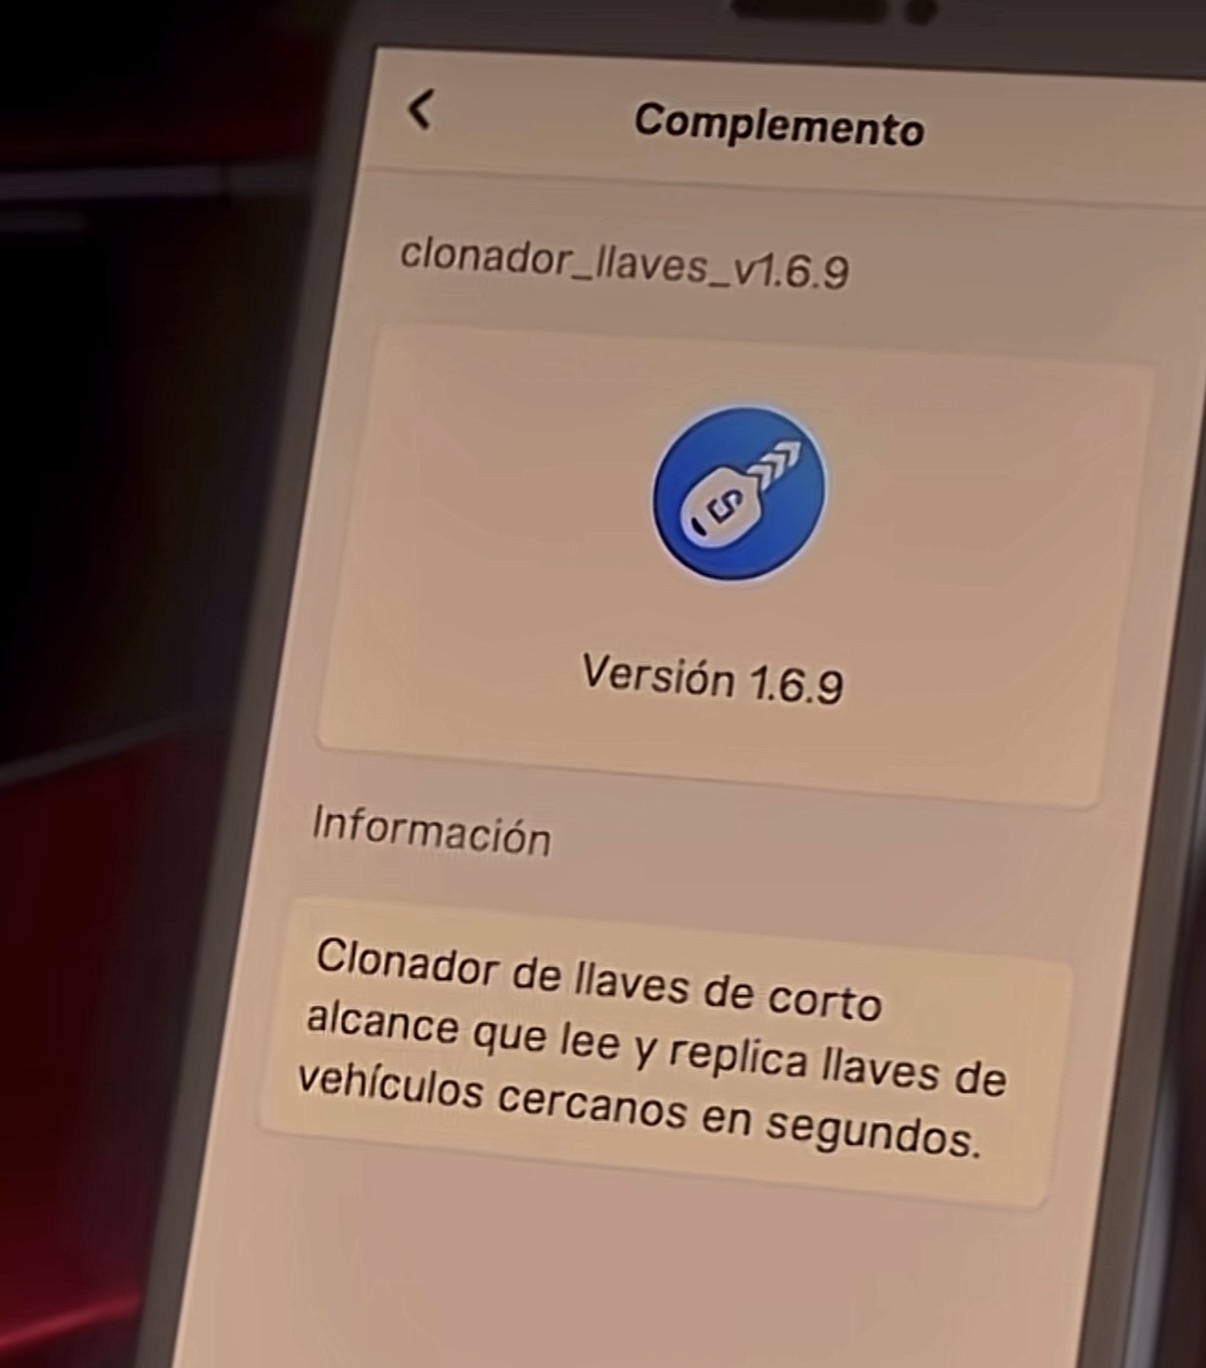 Complemento
clonador_llaves_v1.6.9
Versión 1.6.9
Información
Clonador de llaves de corto
alcance que lee y replica llaves de
vehículos cercanos en segundos.